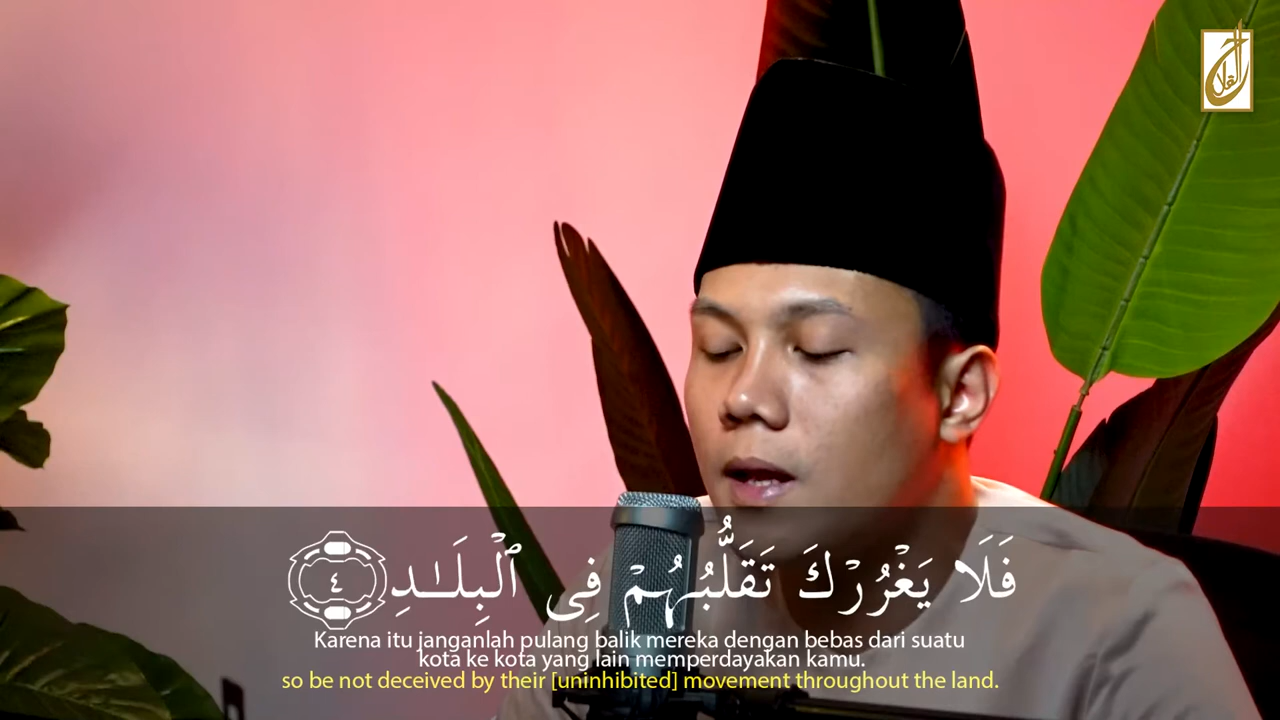 فَلَا يَغْرُرْكَ تَقَلُّبُهُمْ فِى ٱلْبِلَـٰدِ ٤
Karena itu janganlah pulang balik mereka dengan bebas dari suatu
kota ke kota yang lain memperdayakan kamu.
so be not deceived by their [uninhibited] movement throughout the land.